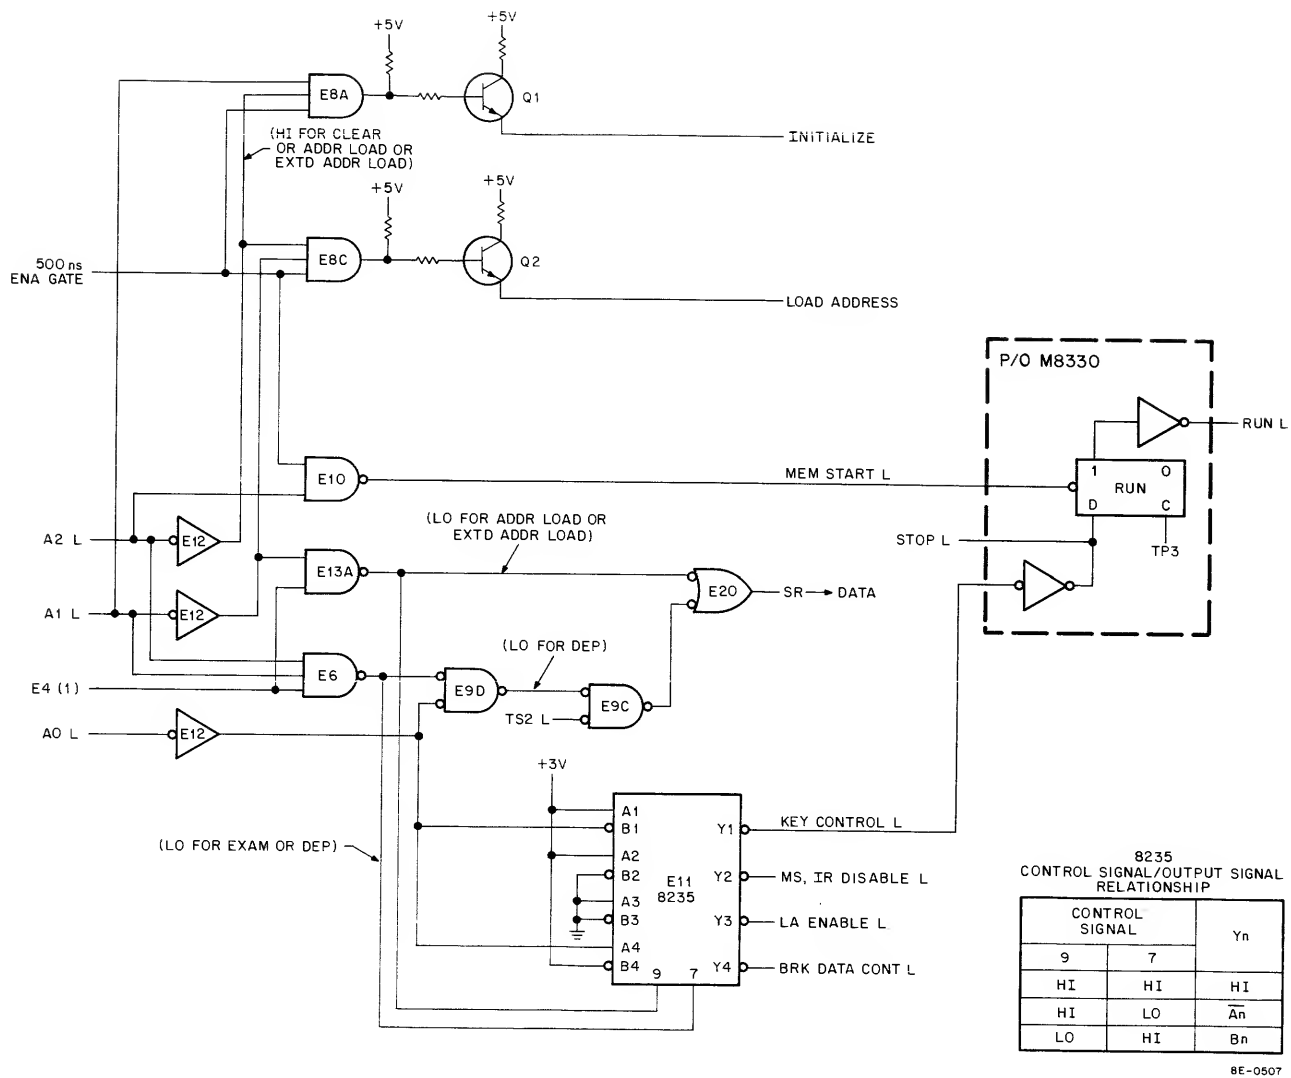 +5V
+5V
E8A
Q1
INITIALIZE
(HI FOR CLEAR
OR ADDR LOAD OR
EXTD ADDR LOAD)
+5V
+5V
E8C
Q2
500 ns
ENA GATE
LOAD ADDRESS
P/O M8330
RUN L
E10
MEM START L
1 0
RUN
D C
TP3
STOP L
A2 L
E12
(LO FOR ADDR LOAD OR
EXTD ADDR LOAD)
E13A
E20
SR → DATA
A1 L
E12
E6
(LO FOR DEP)
E4 (1)
E9D
E9C
TS2 L
A0 L
E12
+3V
(LO FOR EXAM OR DEP)
A1
B1
A2
B2
A3
B3
A4
B4
E11
8235
9 7
Y1
Y2
Y3
Y4
KEY CONTROL L
MS, IR DISABLE L
LA ENABLE L
BRK DATA CONT L
8235
CONTROL SIGNAL/OUTPUT SIGNAL
RELATIONSHIP
CONTROL
SIGNAL
Yn
9 7
HI HI HI
HI LO A̅n̅
LO HI Bn
8E-0507